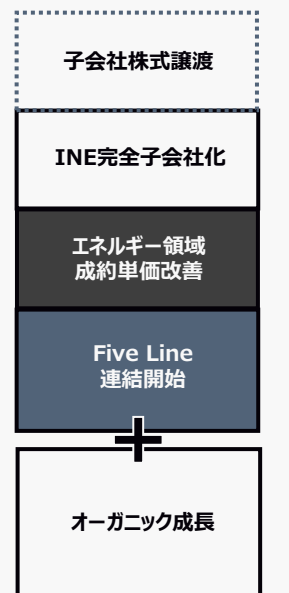 子会社株式譲渡
INE完全子会社化
エネルギー領域
成約単価改善
Five Line
連結開始
+
オーガニック成長